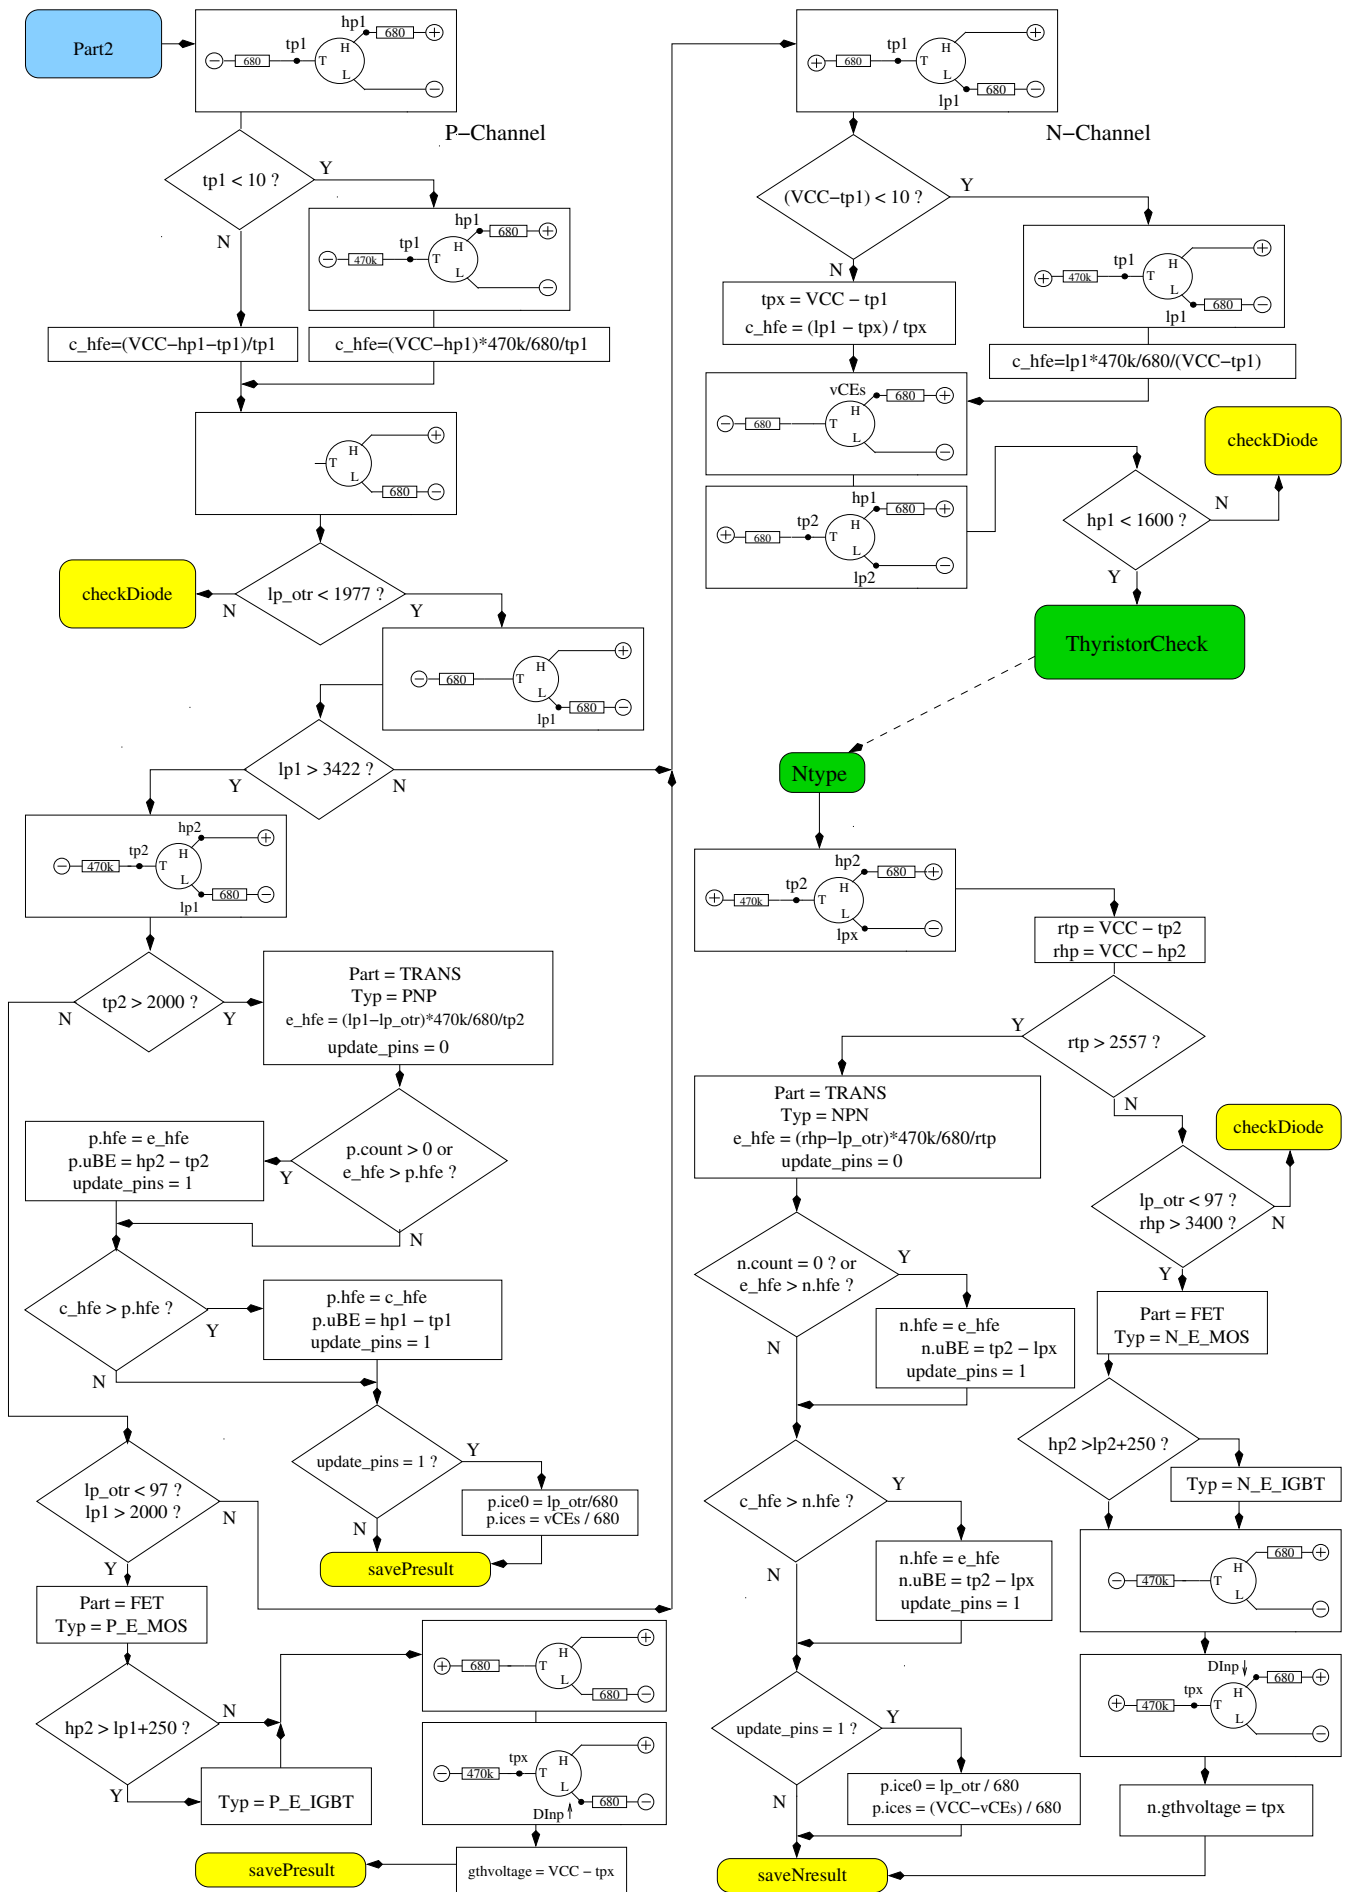 Part2
hp1
680
+
−
680
tp1
T
H
L
−
P−Channel
tp1 < 10 ?
Y
N
hp1
680
+
−
470k
tp1
T
H
L
−
c_hfe=(VCC−hp1−tp1)/tp1
c_hfe=(VCC−hp1)*470k/680/tp1
T
H
L
+
680
−
lp_otr < 1977 ?
N
Y
checkDiode
−
680
T
H
L
+
lp1
680
−
lp1 > 3422 ?
Y
N
−
470k
tp2
T
H
L
hp2
+
lp1
680
−
tp2 > 2000 ?
N
Y
Part = TRANS
Typ = PNP
e_hfe = (lp1−lp_otr)*470k/680/tp2
update_pins = 0
p.count > 0 or
e_hfe > p.hfe ?
Y
N
p.hfe = e_hfe
p.uBE = hp2 − tp2
update_pins = 1
c_hfe > p.hfe ?
Y
N
p.hfe = c_hfe
p.uBE = hp1 − tp1
update_pins = 1
update_pins = 1 ?
Y
N
p.ice0 = lp_otr/680
p.ices = vCEs / 680
savePresult
lp_otr < 97 ?
lp1 > 2000 ?
N
Y
Part = FET
Typ = P_E_MOS
hp2 > lp1+250 ?
N
Y
Typ = P_E_IGBT
+
680
T
H
L
+
680
−
−
470k
tpx
T
H
L
+
DInp
680
−
gthvoltage = VCC − tpx
savePresult
+
680
tp1
T
H
L
+
lp1
680
−
N−Channel
(VCC−tp1) < 10 ?
Y
N
+
470k
tp1
T
H
L
+
lp1
680
−
tpx = VCC − tp1
c_hfe = (lp1 − tpx) / tpx
c_hfe=lp1*470k/680/(VCC−tp1)
vCEs
680
+
−
680
T
H
L
−
hp1
680
+
+
680
tp2
T
H
L
lp2
−
hp1 < 1600 ?
N
Y
checkDiode
ThyristorCheck
Ntype
hp2
680
+
+
470k
tp2
T
H
L
lpx
−
rtp = VCC − tp2
rhp = VCC − hp2
rtp > 2557 ?
Y
N
Part = TRANS
Typ = NPN
e_hfe = (rhp−lp_otr)*470k/680/rtp
update_pins = 0
n.count = 0 ? or
e_hfe > n.hfe ?
Y
N
n.hfe = e_hfe
n.uBE = tp2 − lpx
update_pins = 1
c_hfe > n.hfe ?
Y
N
n.hfe = e_hfe
n.uBE = tp2 − lpx
update_pins = 1
update_pins = 1 ?
Y
N
p.ice0 = lp_otr / 680
p.ices = (VCC−vCEs) / 680
saveNresult
checkDiode
lp_otr < 97 ?
rhp > 3400 ?
N
Y
Part = FET
Typ = N_E_MOS
hp2 >lp2+250 ?
Y
N
Typ = N_E_IGBT
680
+
−
470k
T
H
L
−
DInp
680
+
+
470k
tpx
T
H
L
−
n.gthvoltage = tpx